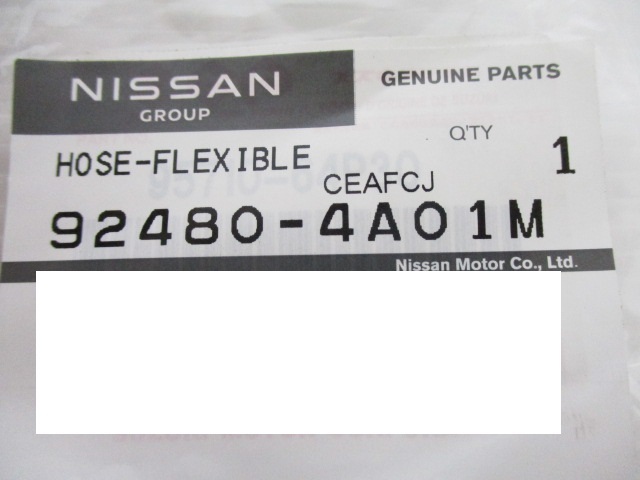 NISSAN
GROUP
GENUINE PARTS
Q'TY
HOSE-FLEXIBLE
1
CEAFCJ
92480-4A01M
Nissan Motor Co., Ltd.